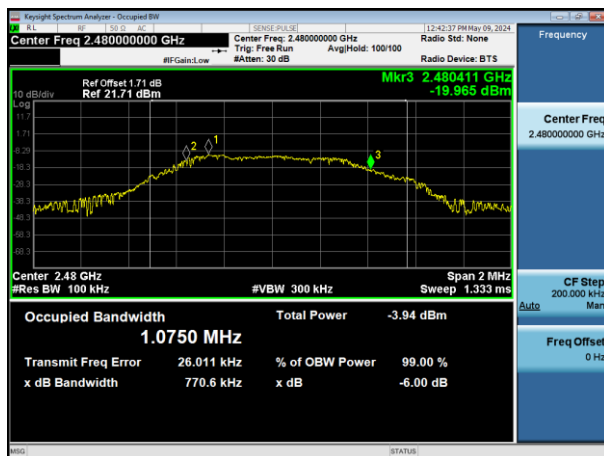 Keysight Spectrum Analyzer - Occupied BW
RL RF 50 Ω AC SENSE:PULSE 12:42:37 PM May 09, 2024
Center Freq 2.480000000 GHz Center Freq: 2.480000000 GHz Radio Std: None
Trig: Free Run Avg|Hold: 100/100
#IFGain:Low #Atten: 30 dB Radio Device: BTS
Frequency
Ref Offset 1.71 dB Mkr3 2.480411 GHz
10 dB/div Ref 21.71 dBm -19.965 dBm
Log
11.7
1.71
-8.29
-18.3
-28.3
-38.3
-48.3
-58.3
-68.3
2 1 3
Center 2.48 GHz Span 2 MHz
#Res BW 100 kHz #VBW 300 kHz Sweep 1.333 ms
Occupied Bandwidth Total Power -3.94 dBm
1.0750 MHz
Transmit Freq Error 26.011 kHz % of OBW Power 99.00 %
x dB Bandwidth 770.6 kHz x dB -6.00 dB
Center Freq
2.480000000 GHz
CF Step
200.000 kHz
Auto Man
Freq Offset
0 Hz
MSG STATUS